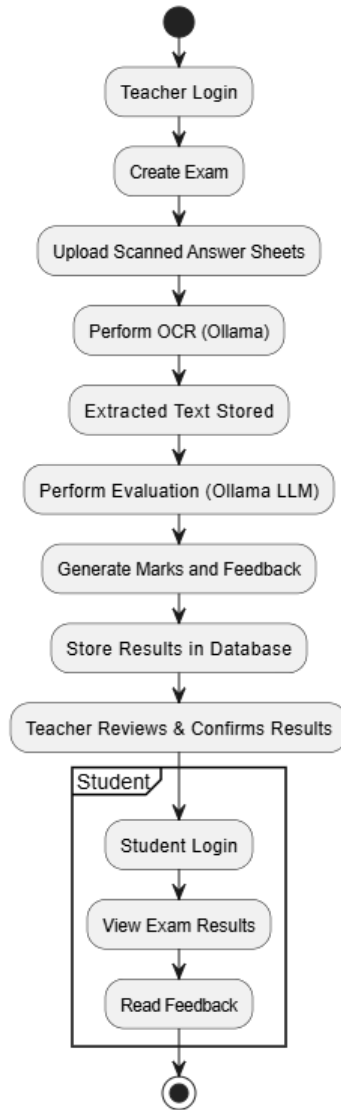 Teacher Login
Create Exam
Upload Scanned Answer Sheets
Perform OCR (Ollama)
Extracted Text Stored
Perform Evaluation (Ollama LLM)
Generate Marks and Feedback
Store Results in Database
Teacher Reviews & Confirms Results
Student
Student Login
View Exam Results
Read Feedback